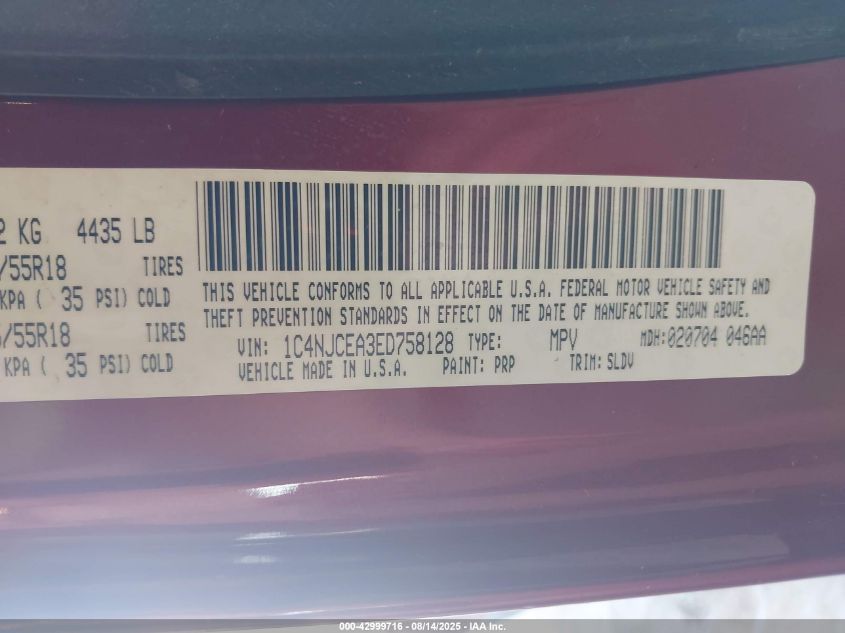 2 KG 4435 LB
/55R18 TIRES
KPA ( 35 PSI) COLD
/55R18 TIRES
KPA ( 35 PSI) COLD
THIS VEHICLE CONFORMS TO ALL APPLICABLE U.S.A. FEDERAL MOTOR VEHICLE SAFETY AND
THEFT PREVENTION STANDARDS IN EFFECT ON THE DATE OF MANUFACTURE SHOWN ABOVE.
VIN: 1C4NJCEA3ED758128 TYPE: MPV MDH:020704 046AA
VEHICLE MADE IN U.S.A. PAINT: PRP TRIM: SLDV
000-42999716 - 08/14/2025 - IAA Inc.